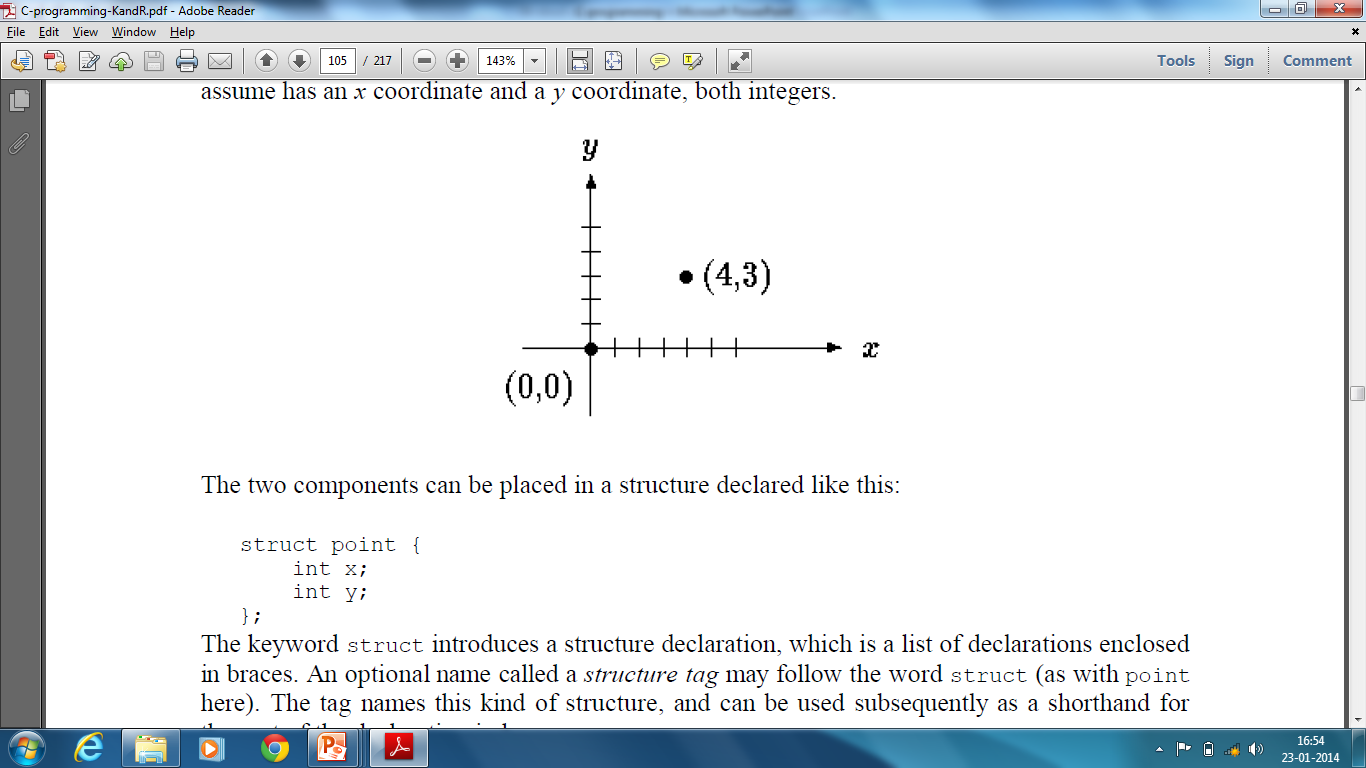 C-programming-KandR.pdf - Adobe Reader
File Edit View Window Help
105 / 217 143% Tools Sign Comment
assume has an x coordinate and a y coordinate, both integers.
y
(4,3)
x
(0,0)
The two components can be placed in a structure declared like this:
struct point {
int x;
int y;
};
The keyword struct introduces a structure declaration, which is a list of declarations enclosed
in braces. An optional name called a structure tag may follow the word struct (as with point
here). The tag names this kind of structure, and can be used subsequently as a shorthand for
16:54
23-01-2014